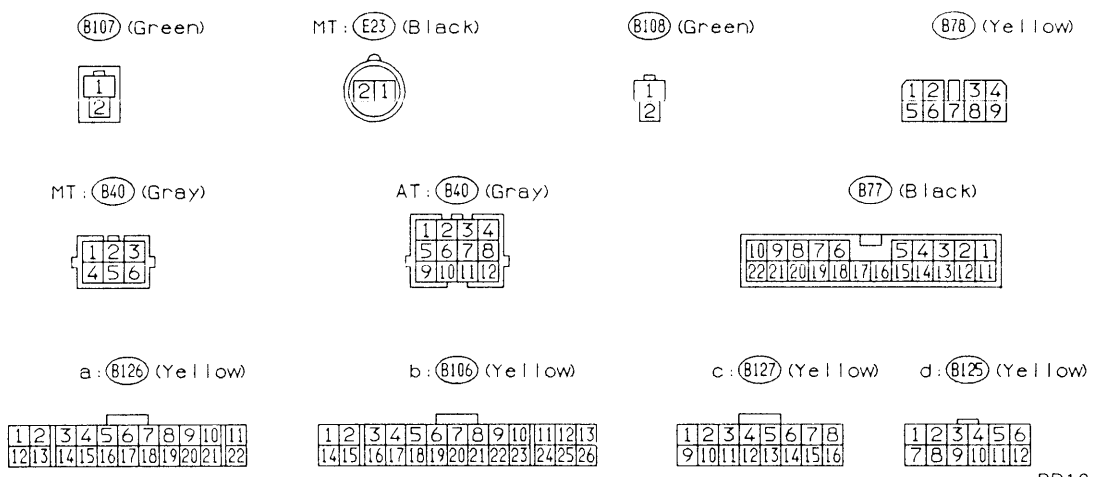 B107 (Green) MT: E23 (Black) B108 (Green) B78 (Yellow)
1
2
2 1
1
2
1 2 3 4
5 6 7 8 9
MT: B40 (Gray) AT: B40 (Gray) B77 (Black)
1 2 3
4 5 6
1 2 3 4
5 6 7 8
9 10 11 12
10 9 8 7 6 5 4 3 2 1
22 21 20 19 18 17 16 15 14 13 12 11
a: B126 (Yellow) b: B106 (Yellow) c: B127 (Yellow) d: B125 (Yellow)
1 2 3 4 5 6 7 8 9 10 11
12 13 14 15 16 17 18 19 20 21 22
1 2 3 4 5 6 7 8 9 10 11 12 13
14 15 16 17 18 19 20 21 22 23 24 25 26
1 2 3 4 5 6 7 8
9 10 11 12 13 14 15 16
1 2 3 4 5 6
7 8 9 10 11 12